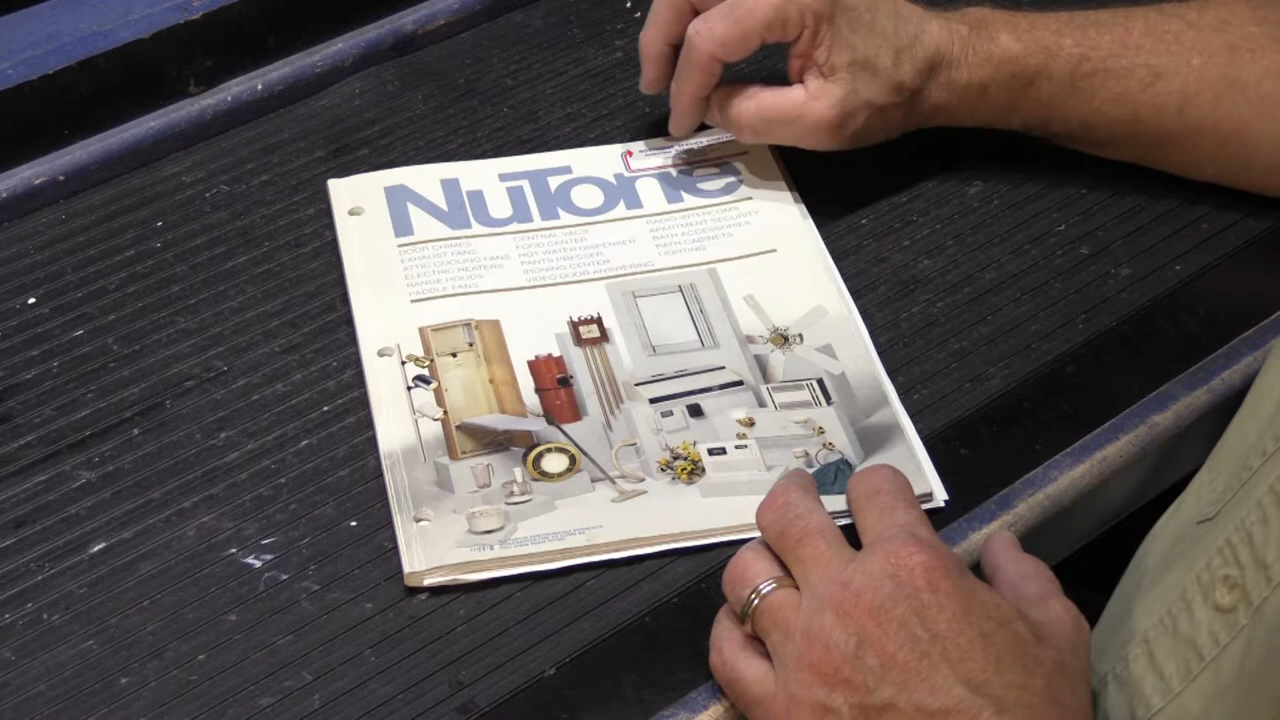 NuTone
DOOR CHIMES
EXHAUST FANS
ATTIC COOLING FANS
ELECTRIC HEATERS
RANGE HOODS
PADDLE FANS
CENTRAL VACS
FOOD CENTER
HOT WATER DISPENSER
PANTS PRESSER
IRONING CENTER
VIDEO DOOR-ANSWERING
RADIO-INTERCOMS
APARTMENT SECURITY
BATH ACCESSORIES
BATH CABINETS
LIGHTING